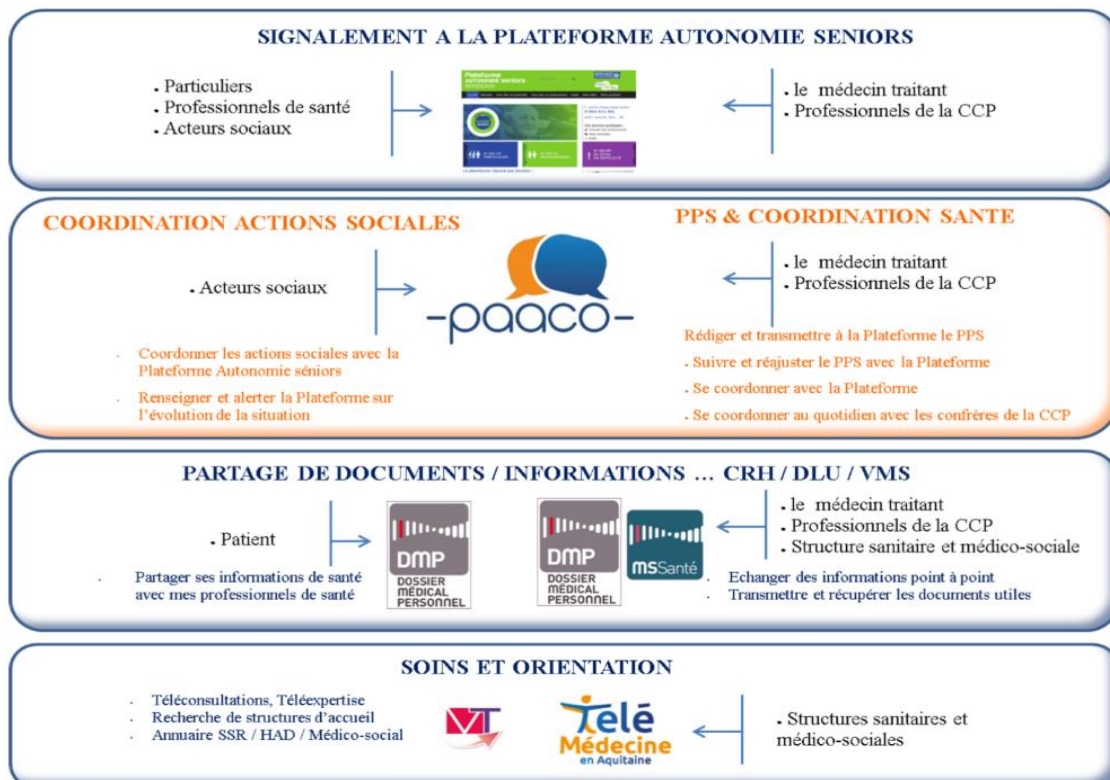 SIGNALEMENT A LA PLATEFORME AUTONOMIE SENIORS
. Particuliers
. Professionnels de santé
. Acteurs sociaux
Plateforme
AUTONOMIE seniors
BORDEAUX
. le médecin traitant
. Professionnels de la CCP
COORDINATION ACTIONS SOCIALES
. Acteurs sociaux
. Coordonner les actions sociales avec la
Plateforme Autonomie séniors
. Renseigner et alerter la Plateforme sur
l’évolution de la situation
-paaco-
PPS & COORDINATION SANTE
. le médecin traitant
. Professionnels de la CCP
Rédiger et transmettre à la Plateforme le PPS
. Suivre et réajuster le PPS avec la Plateforme
. Se coordonner avec la Plateforme
. Se coordonner au quotidien avec les confrères de la CCP
PARTAGE DE DOCUMENTS / INFORMATIONS … CRH / DLU / VMS
. Patient
. Partager ses informations de santé
avec mes professionnels de santé
DMP
DOSSIER
MÉDICAL
PERSONNEL
DMP
DOSSIER
MÉDICAL
PERSONNEL
MSSanté
. le médecin traitant
. Professionnels de la CCP
. Structure sanitaire et médico-sociale
. Echanger des informations point à point
. Transmettre et récupérer les documents utiles
SOINS ET ORIENTATION
. Téléconsultations, Téléexpertise
. Recherche de structures d’accueil
. Annuaire SSR / HAD / Médico-social
VT
Telé
Médecine
en Aquitaine
. Structures sanitaires et
médico-sociales